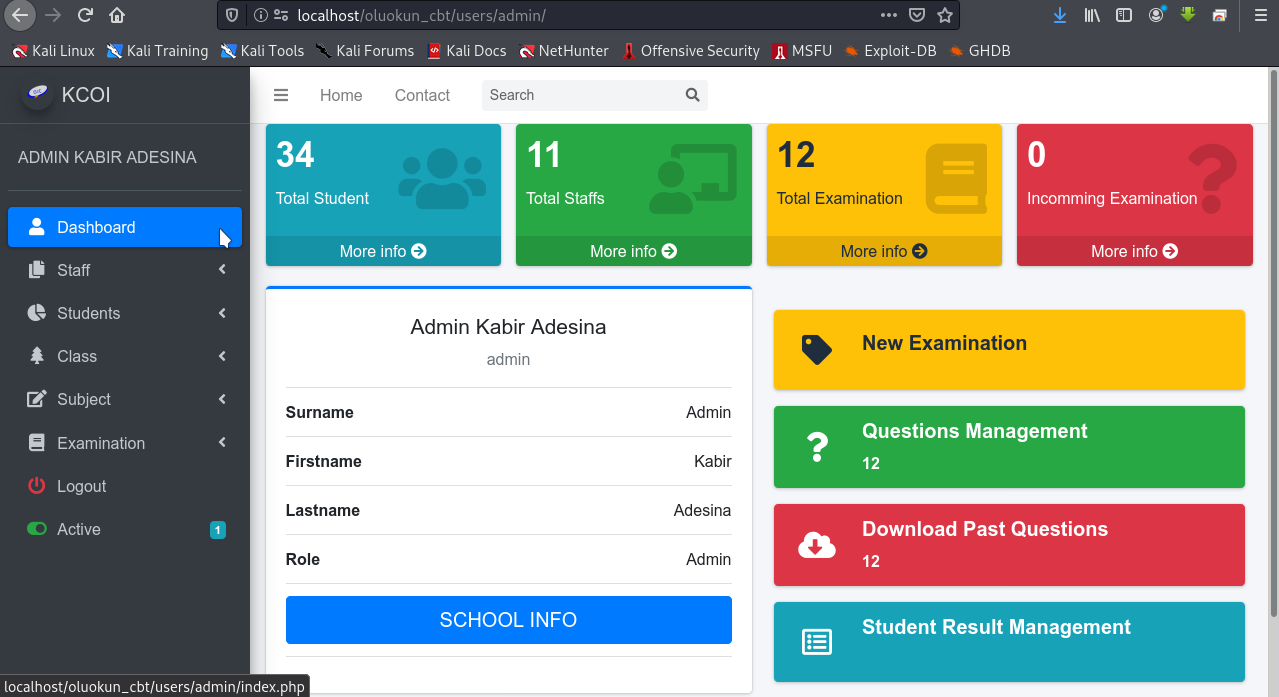 localhost/oluokun_cbt/users/admin/
Kali Linux Kali Training Kali Tools Kali Forums Kali Docs NetHunter Offensive Security MSFU Exploit-DB GHDB
KCOI
Home Contact Search
ADMIN KABIR ADESINA
Dashboard
Staff
Students
Class
Subject
Examination
Logout
Active 1
34
Total Student
More info
11
Total Staffs
More info
12
Total Examination
More info
0
Incomming Examination
More info
Admin Kabir Adesina
admin
Surname Admin
Firstname Kabir
Lastname Adesina
Role Admin
SCHOOL INFO
New Examination
Questions Management
12
Download Past Questions
12
Student Result Management
localhost/oluokun_cbt/users/admin/index.php